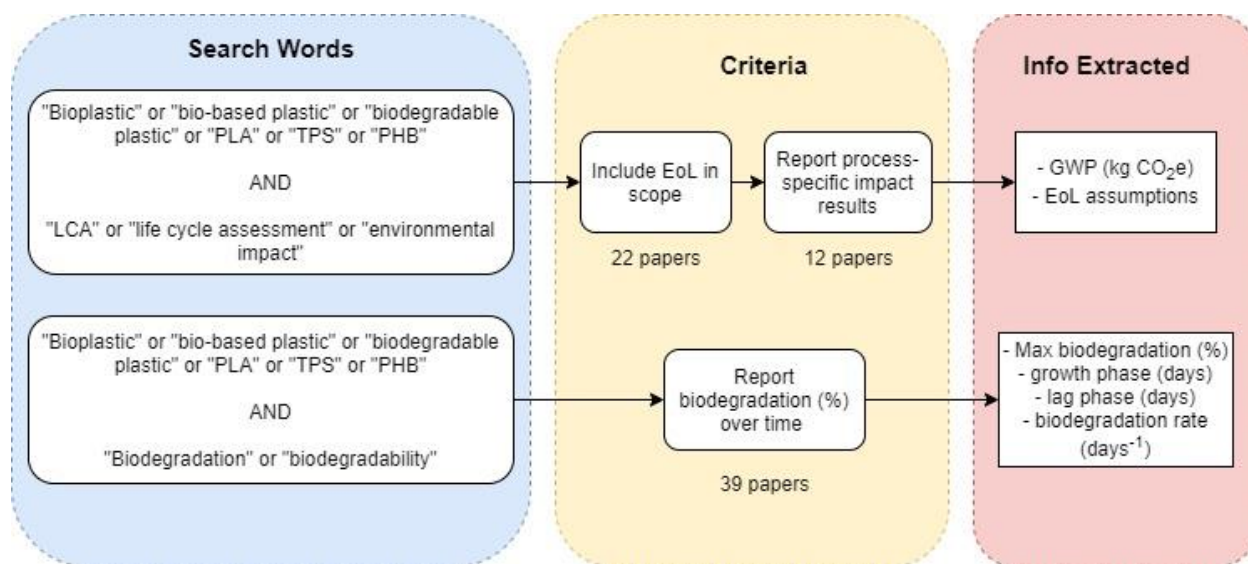 Search Words
"Bioplastic" or "bio-based plastic" or "biodegradable
plastic" or "PLA" or "TPS" or "PHB"
AND
"LCA" or "life cycle assessment" or "environmental
impact"
"Bioplastic" or "bio-based plastic" or "biodegradable
plastic" or "PLA" or "TPS" or "PHB"
AND
"Biodegradation" or "biodegradability"
Criteria
Include EoL in
scope
22 papers
Report process-
specific impact
results
12 papers
Report
biodegradation (%)
over time
39 papers
Info Extracted
- GWP (kg CO₂e)
- EoL assumptions
- Max biodegradation (%)
- growth phase (days)
- lag phase (days)
- biodegradation rate
(days⁻¹)